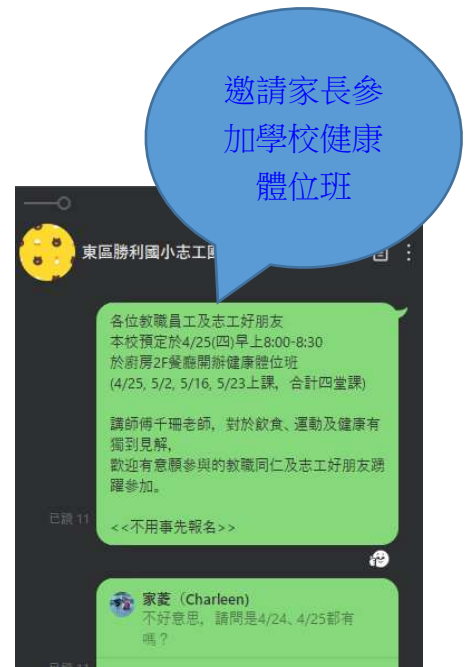 邀請家長參
加學校健康
體位班
東區勝利國小志工
各位教職員工及志工好朋友
本校預定於4/25(四)早上8:00-8:30
於廚房2F餐廳開辦健康體位班
(4/25, 5/2, 5/16, 5/23上課, 合計四堂課)
講師傅千珊老師, 對於飲食、運動及健康有
獨到見解,
歡迎有意願參與的教職同仁及志工好朋友踴
躍參加。
已讀 11
<<不用事先報名>>
家菱（Charleen)
不好意思, 請問是4/24、4/25都有
嗎？